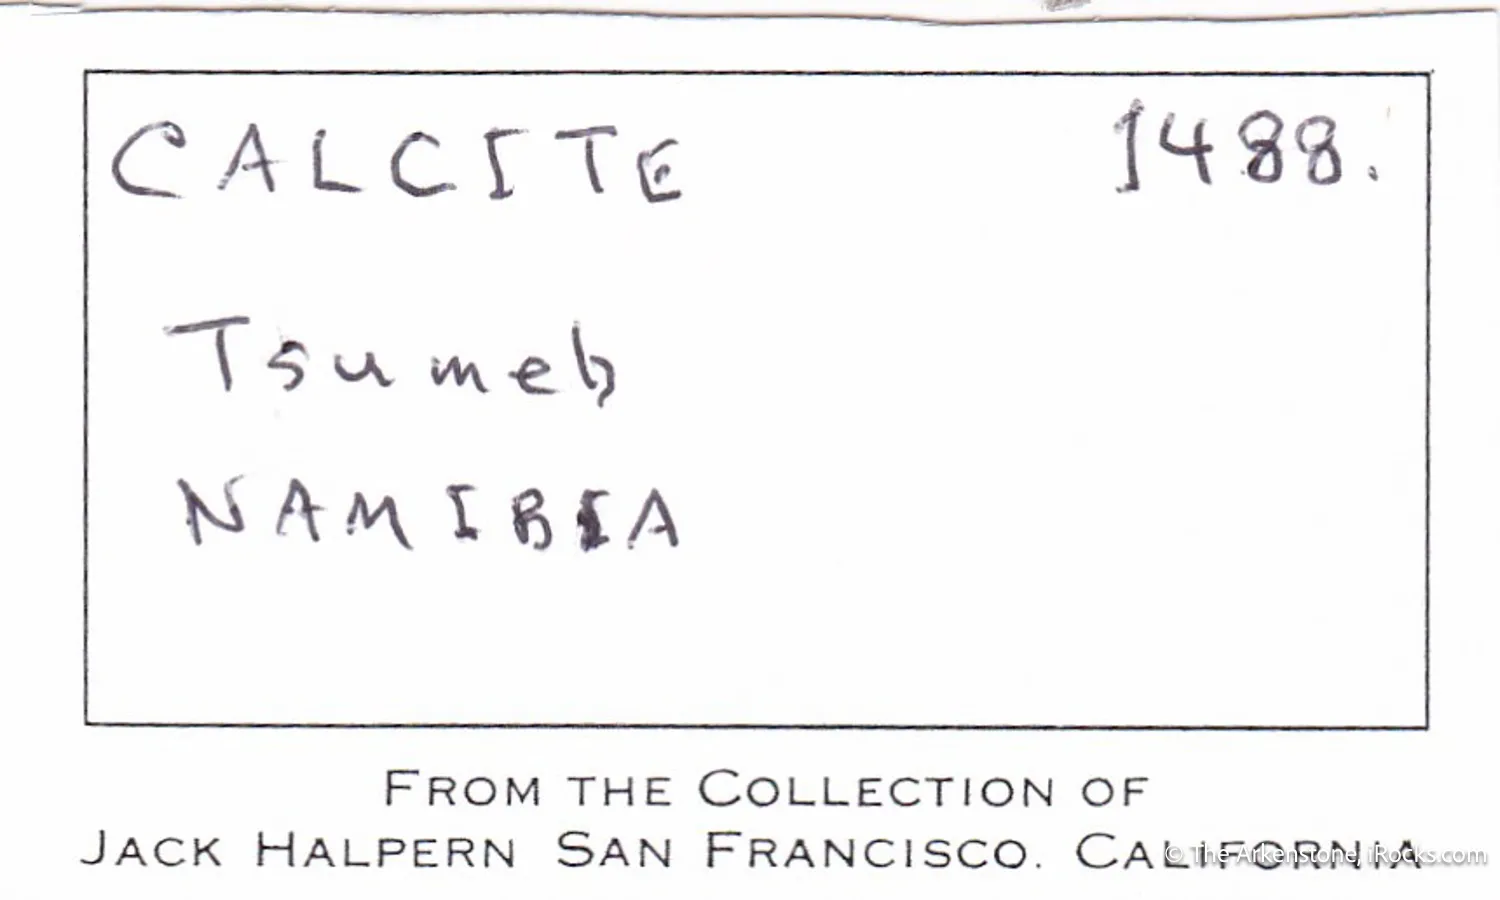 CALCITE 1488.
Tsumeb
NAMIBIA
FROM THE COLLECTION OF
JACK HALPERN SAN FRANCISCO. CALIFORNIA
© The Arkenstone, iRocks.com